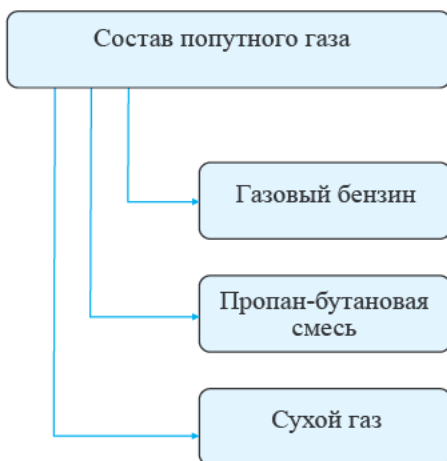 Состав попутного газа
Газовый бензин
Пропан-бутановая
смесь
Сухой газ